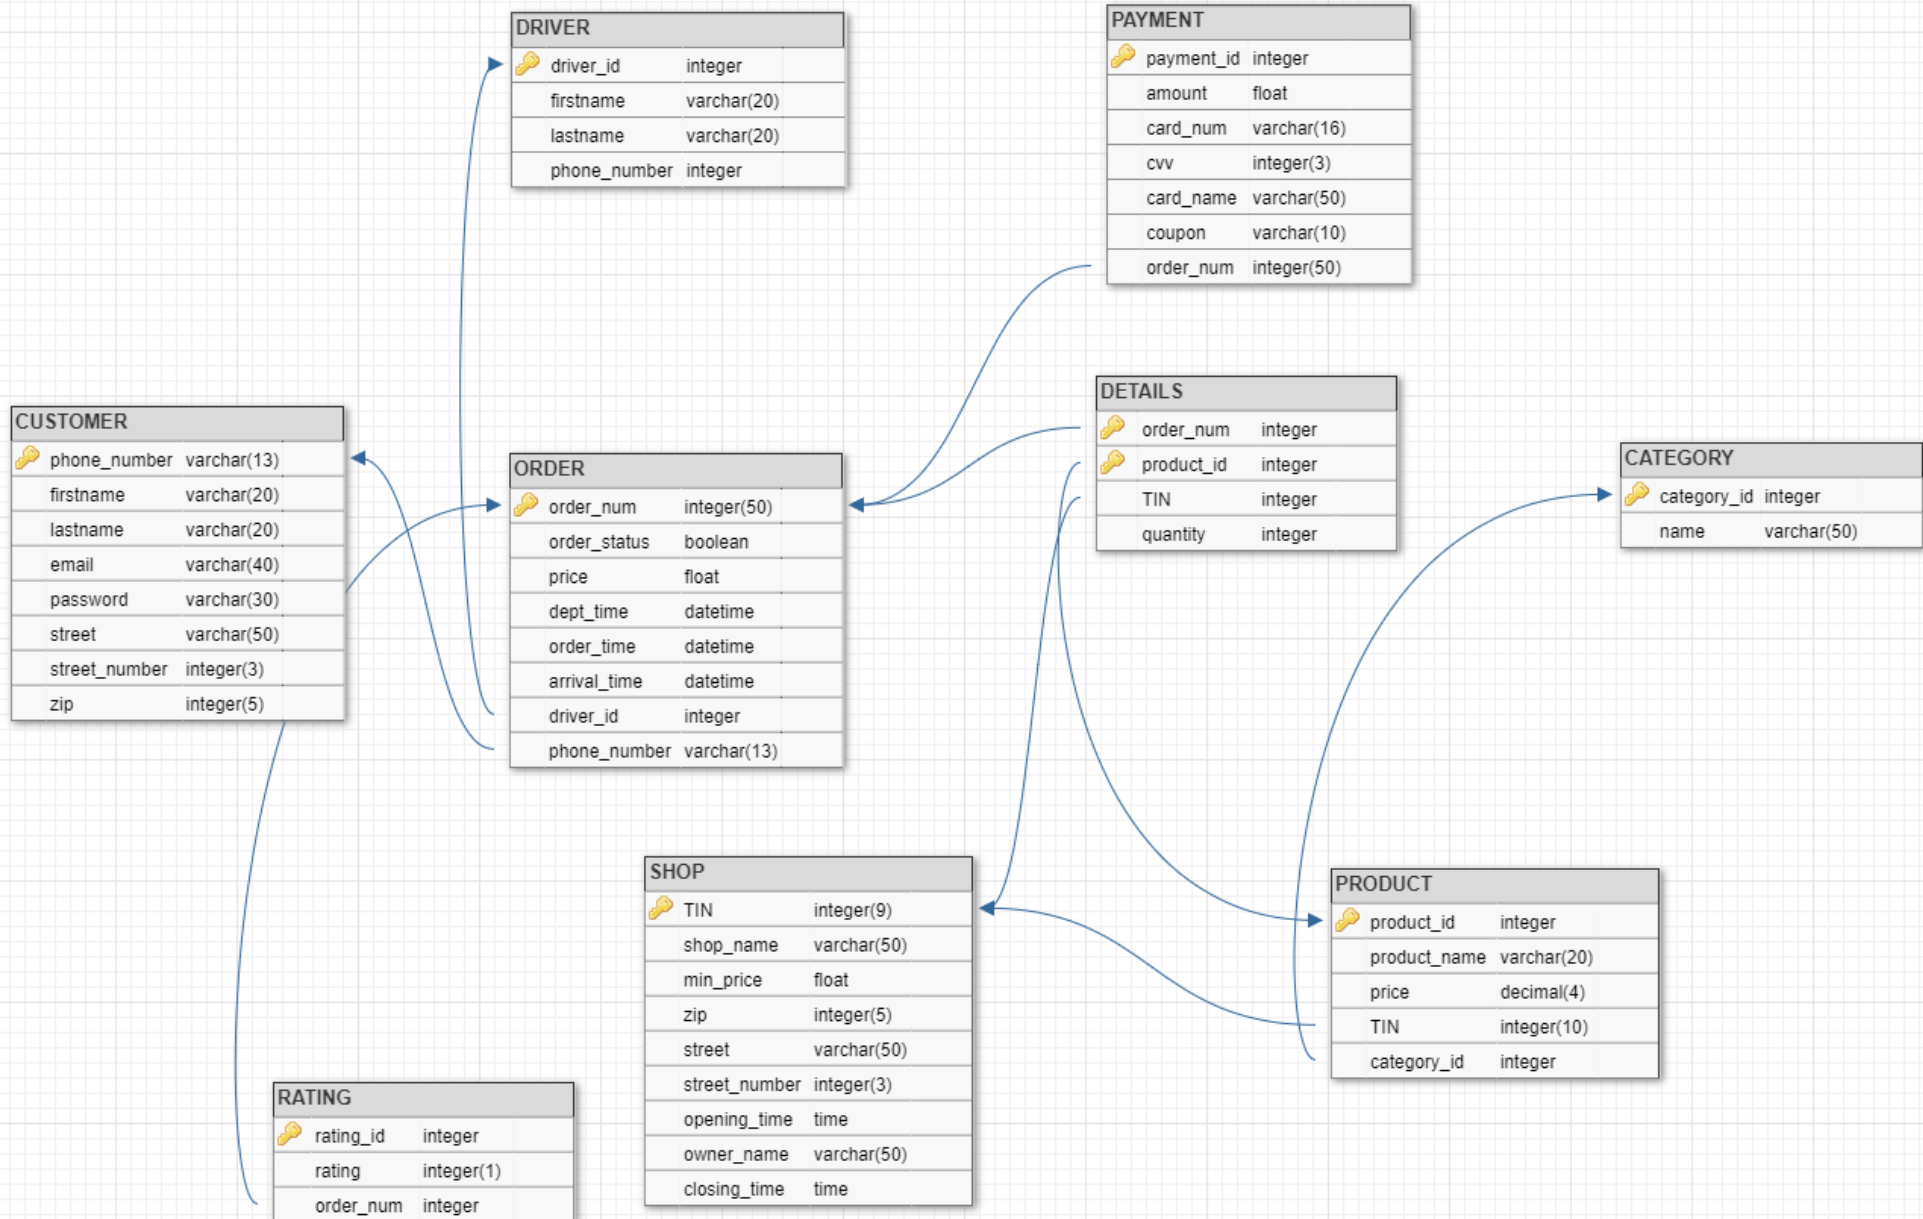 DRIVER
driver_id integer
firstname varchar(20)
lastname varchar(20)
phone_number integer
PAYMENT
payment_id integer
amount float
card_num varchar(16)
cvv integer(3)
card_name varchar(50)
coupon varchar(10)
order_num integer(50)
CUSTOMER
phone_number varchar(13)
firstname varchar(20)
lastname varchar(20)
email varchar(40)
password varchar(30)
street varchar(50)
street_number integer(3)
zip integer(5)
ORDER
order_num integer(50)
order_status boolean
price float
dept_time datetime
order_time datetime
arrival_time datetime
driver_id integer
phone_number varchar(13)
DETAILS
order_num integer
product_id integer
TIN integer
quantity integer
CATEGORY
category_id integer
name varchar(50)
SHOP
TIN integer(9)
shop_name varchar(50)
min_price float
zip integer(5)
street varchar(50)
street_number integer(3)
opening_time time
owner_name varchar(50)
closing_time time
PRODUCT
product_id integer
product_name varchar(20)
price decimal(4)
TIN integer(10)
category_id integer
RATING
rating_id integer
rating integer(1)
order_num integer